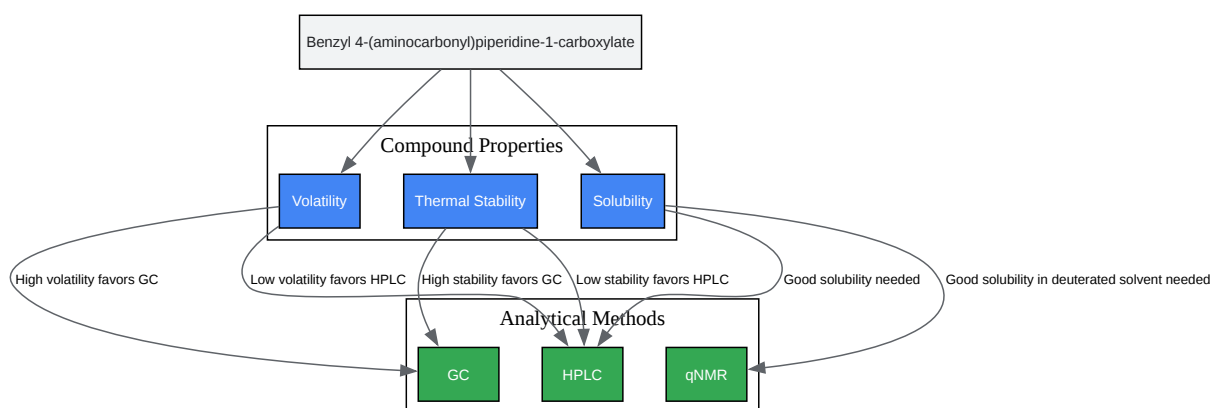 Benzyl 4-(aminocarbonyl)piperidine-1-carboxylate
Compound Properties
Volatility
Thermal Stability
Solubility
High volatility favors GC
Low volatility favors HPLC
High stability favors GC
Low stability favors HPLC
Good solubility needed
Good solubility in deuterated solvent needed
Analytical Methods
GC
HPLC
qNMR